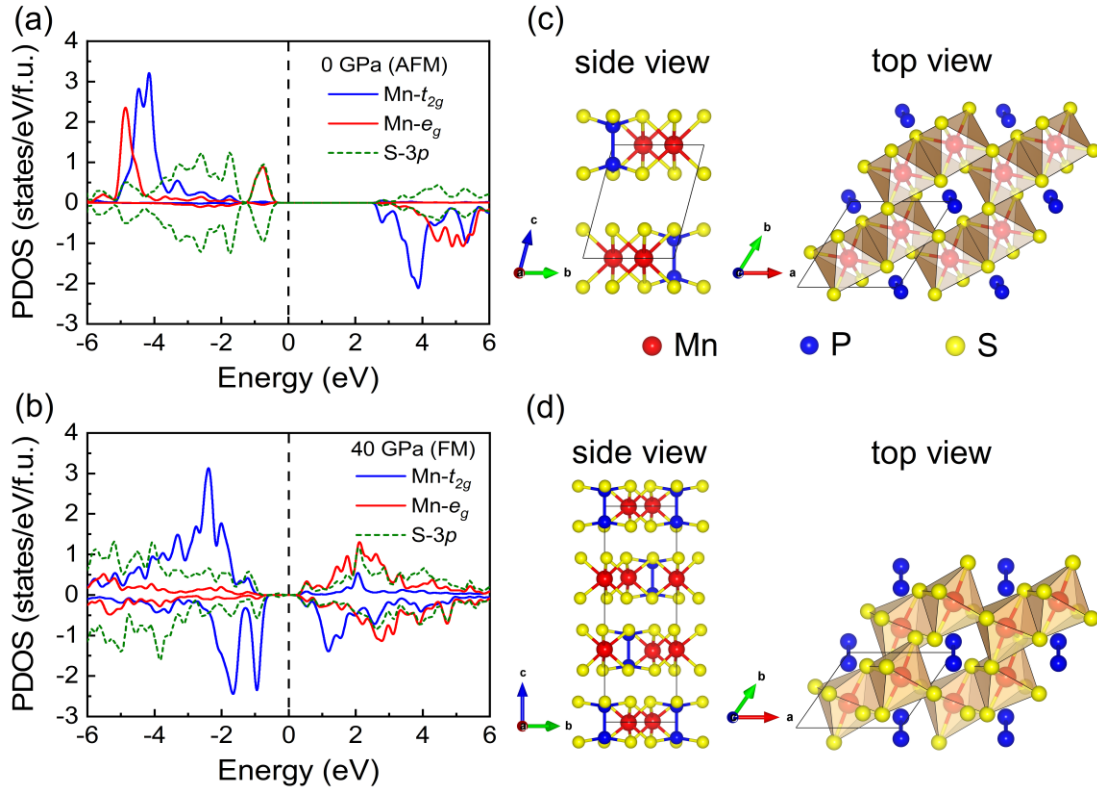 (a)
PDOS (states/eV/f.u.)
4
3
2
1
0
-1
-2
-3
0 GPa (AFM)
Mn-t2g
Mn-eg
S-3p
-6 -4 -2 0 2 4 6
Energy (eV)
(b)
PDOS (states/eV/f.u.)
4
3
2
1
0
-1
-2
-3
40 GPa (FM)
Mn-t2g
Mn-eg
S-3p
-6 -4 -2 0 2 4 6
Energy (eV)
(c)
side view top view
c
a b
b
c a
Mn P S
(d)
side view top view
c
a b
b
c a